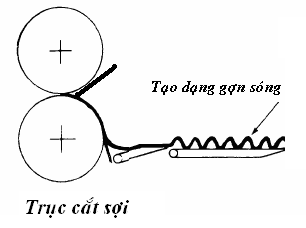 Tạo dạng gợn sóng
Trục cắt sợi